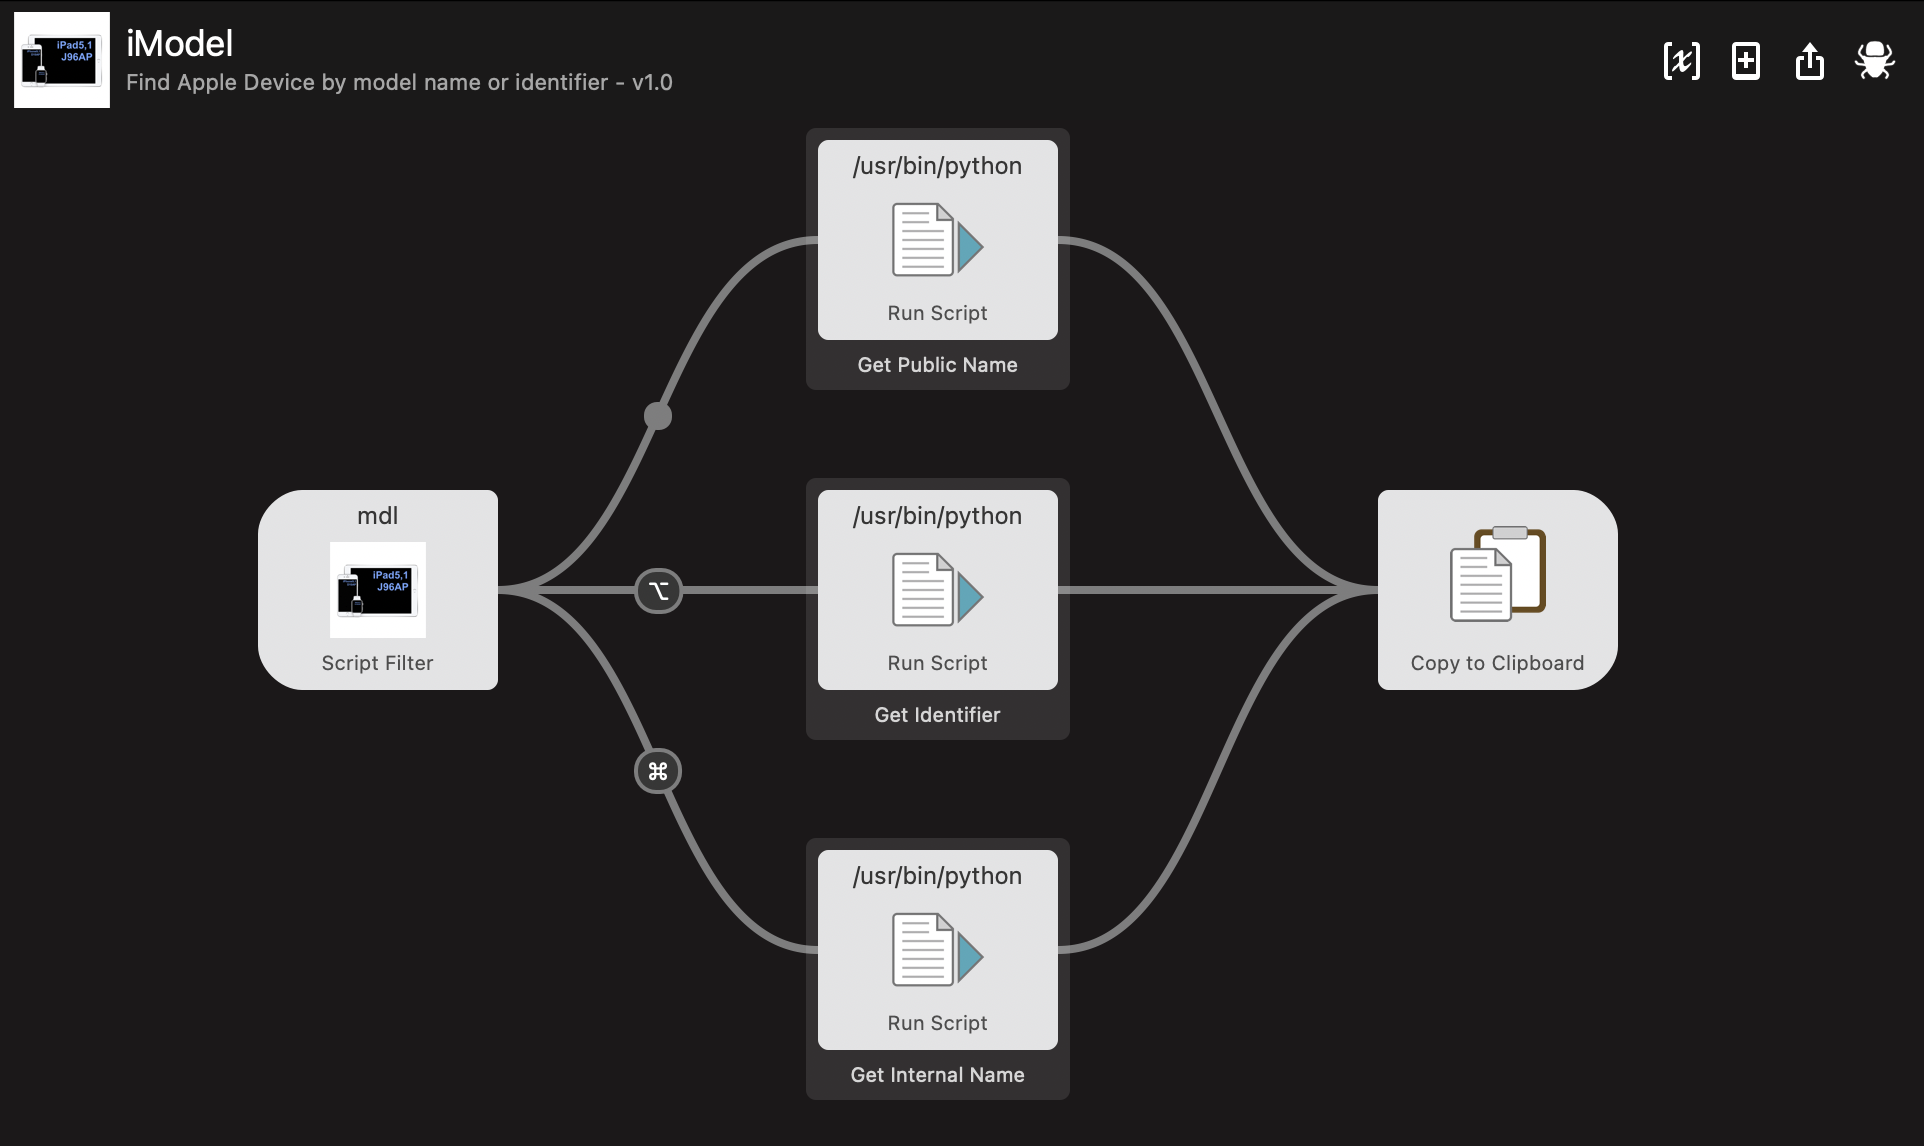 iPad5,1
J96AP
iModel
Find Apple Device by model name or identifier - v1.0
/usr/bin/python
Run Script
Get Public Name
mdl
iPad5,1
J96AP
Script Filter
⌥
/usr/bin/python
Run Script
Get Identifier
Copy to Clipboard
⌘
/usr/bin/python
Run Script
Get Internal Name